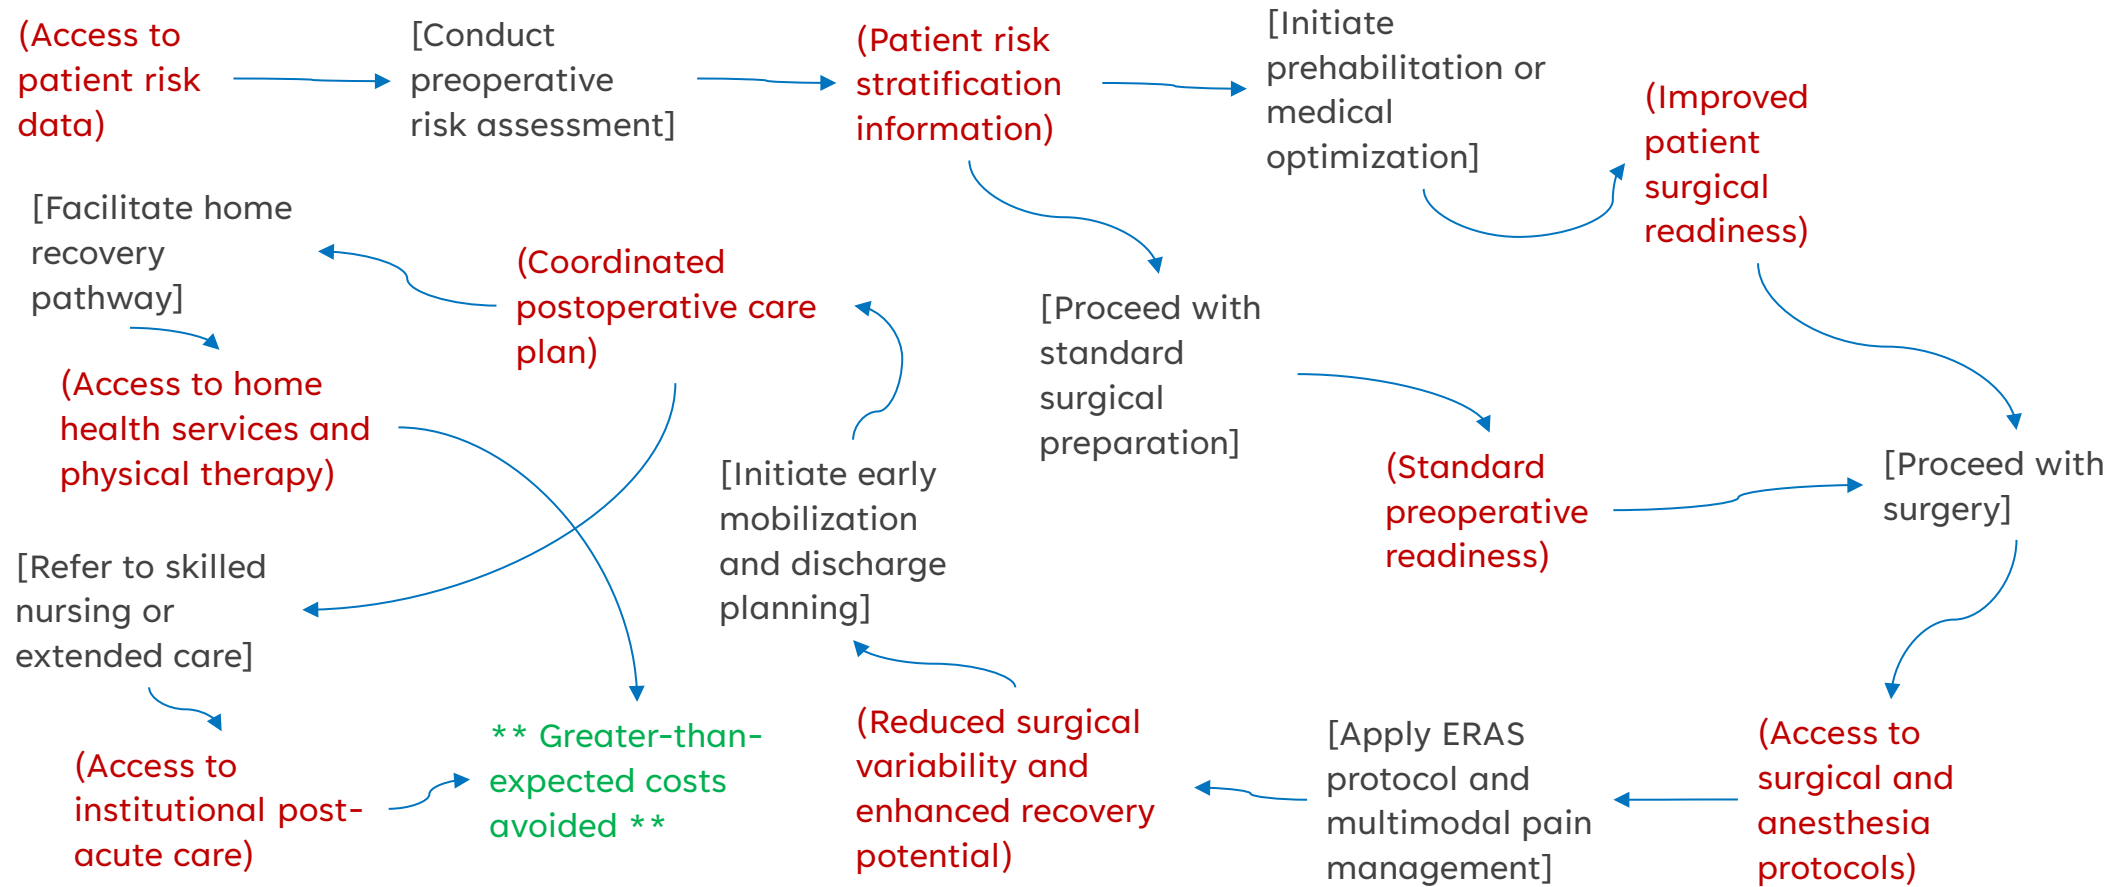 (Access to
patient risk
data)
[Conduct
preoperative
risk assessment]
(Patient risk
stratification
information)
[Initiate
prehabilitation or
medical
optimization]
(Improved
patient
surgical
readiness)
[Facilitate home
recovery
pathway]
(Coordinated
postoperative care
plan)
[Proceed with
standard
surgical
preparation]
(Access to home
health services and
physical therapy)
[Initiate early
mobilization
and discharge
planning]
(Standard
preoperative
readiness)
[Proceed with
surgery]
[Refer to skilled
nursing or
extended care]
(Access to
institutional post-
acute care)
** Greater-than-
expected costs
avoided **
(Reduced surgical
variability and
enhanced recovery
potential)
[Apply ERAS
protocol and
multimodal pain
management]
(Access to
surgical and
anesthesia
protocols)